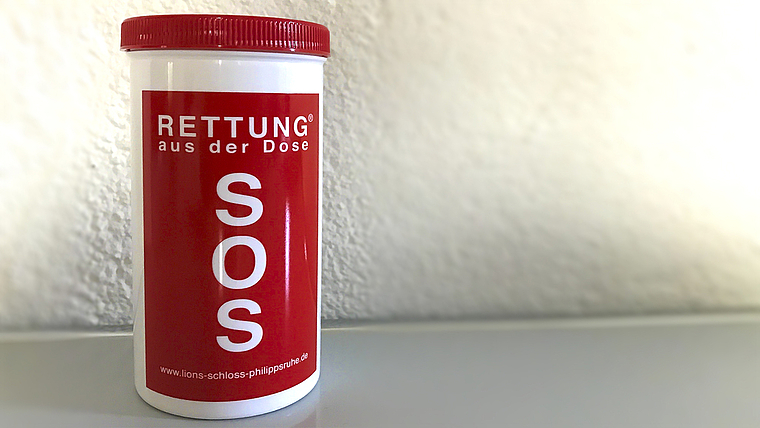 RETTUNG®
aus der Dose
S
O
S
www.lions-schloss-philippsruhe.de